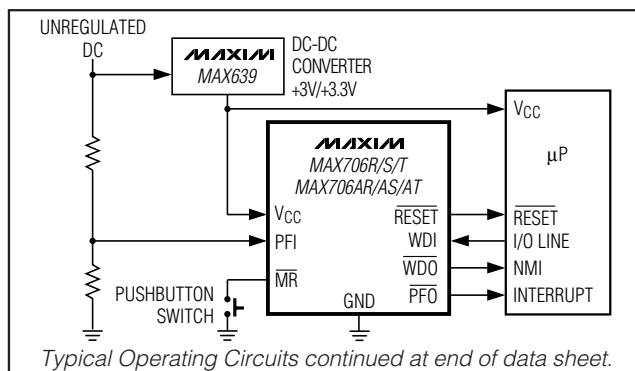 UNREGULATED
DC
MAXIM
MAX639
DC-DC
CONVERTER
+3V/+3.3V
VCC
μP
MAXIM
MAX706R/S/T
MAX706AR/AS/AT
VCC
RESET
RESET
PFI
WDI
I/O LINE
MR
WDO
NMI
PUSHBUTTON
SWITCH
GND
PFO
INTERRUPT
Typical Operating Circuits continued at end of data sheet.